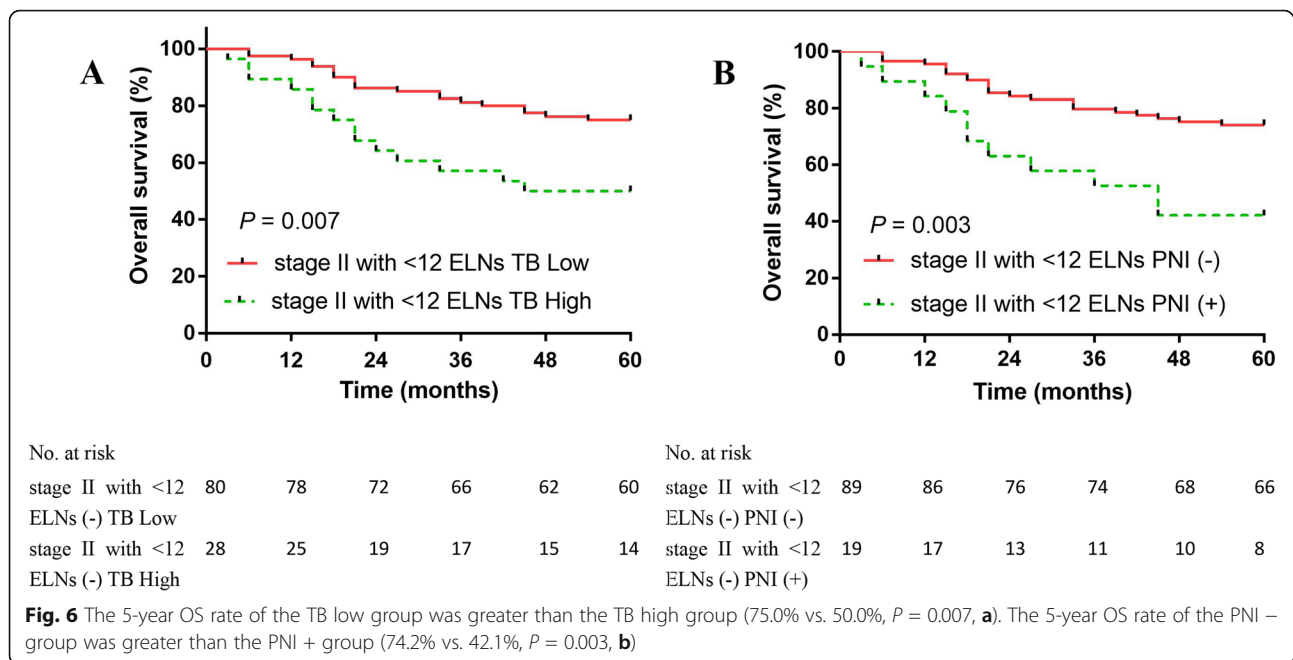 A
Overall survival (%)
100
80
60
40
20
0
P = 0.007
stage II with <12 ELNs TB Low
stage II with <12 ELNs TB High
0 12 24 36 48 60
Time (months)
B
Overall survival (%)
100
80
60
40
20
0
P = 0.003
stage II with <12 ELNs PNI (-)
stage II with <12 ELNs PNI (+)
0 12 24 36 48 60
Time (months)
No. at risk
stage II with <12 80 78 72 66 62 60
ELNs (-) TB Low
stage II with <12 28 25 19 17 15 14
ELNs (-) TB High
No. at risk
stage II with <12 89 86 76 74 68 66
ELNs (-) PNI (-)
stage II with <12 19 17 13 11 10 8
ELNs (-) PNI (+)
Fig. 6 The 5-year OS rate of the TB low group was greater than the TB high group (75.0% vs. 50.0%, P = 0.007, a). The 5-year OS rate of the PNI −
group was greater than the PNI + group (74.2% vs. 42.1%, P = 0.003, b)